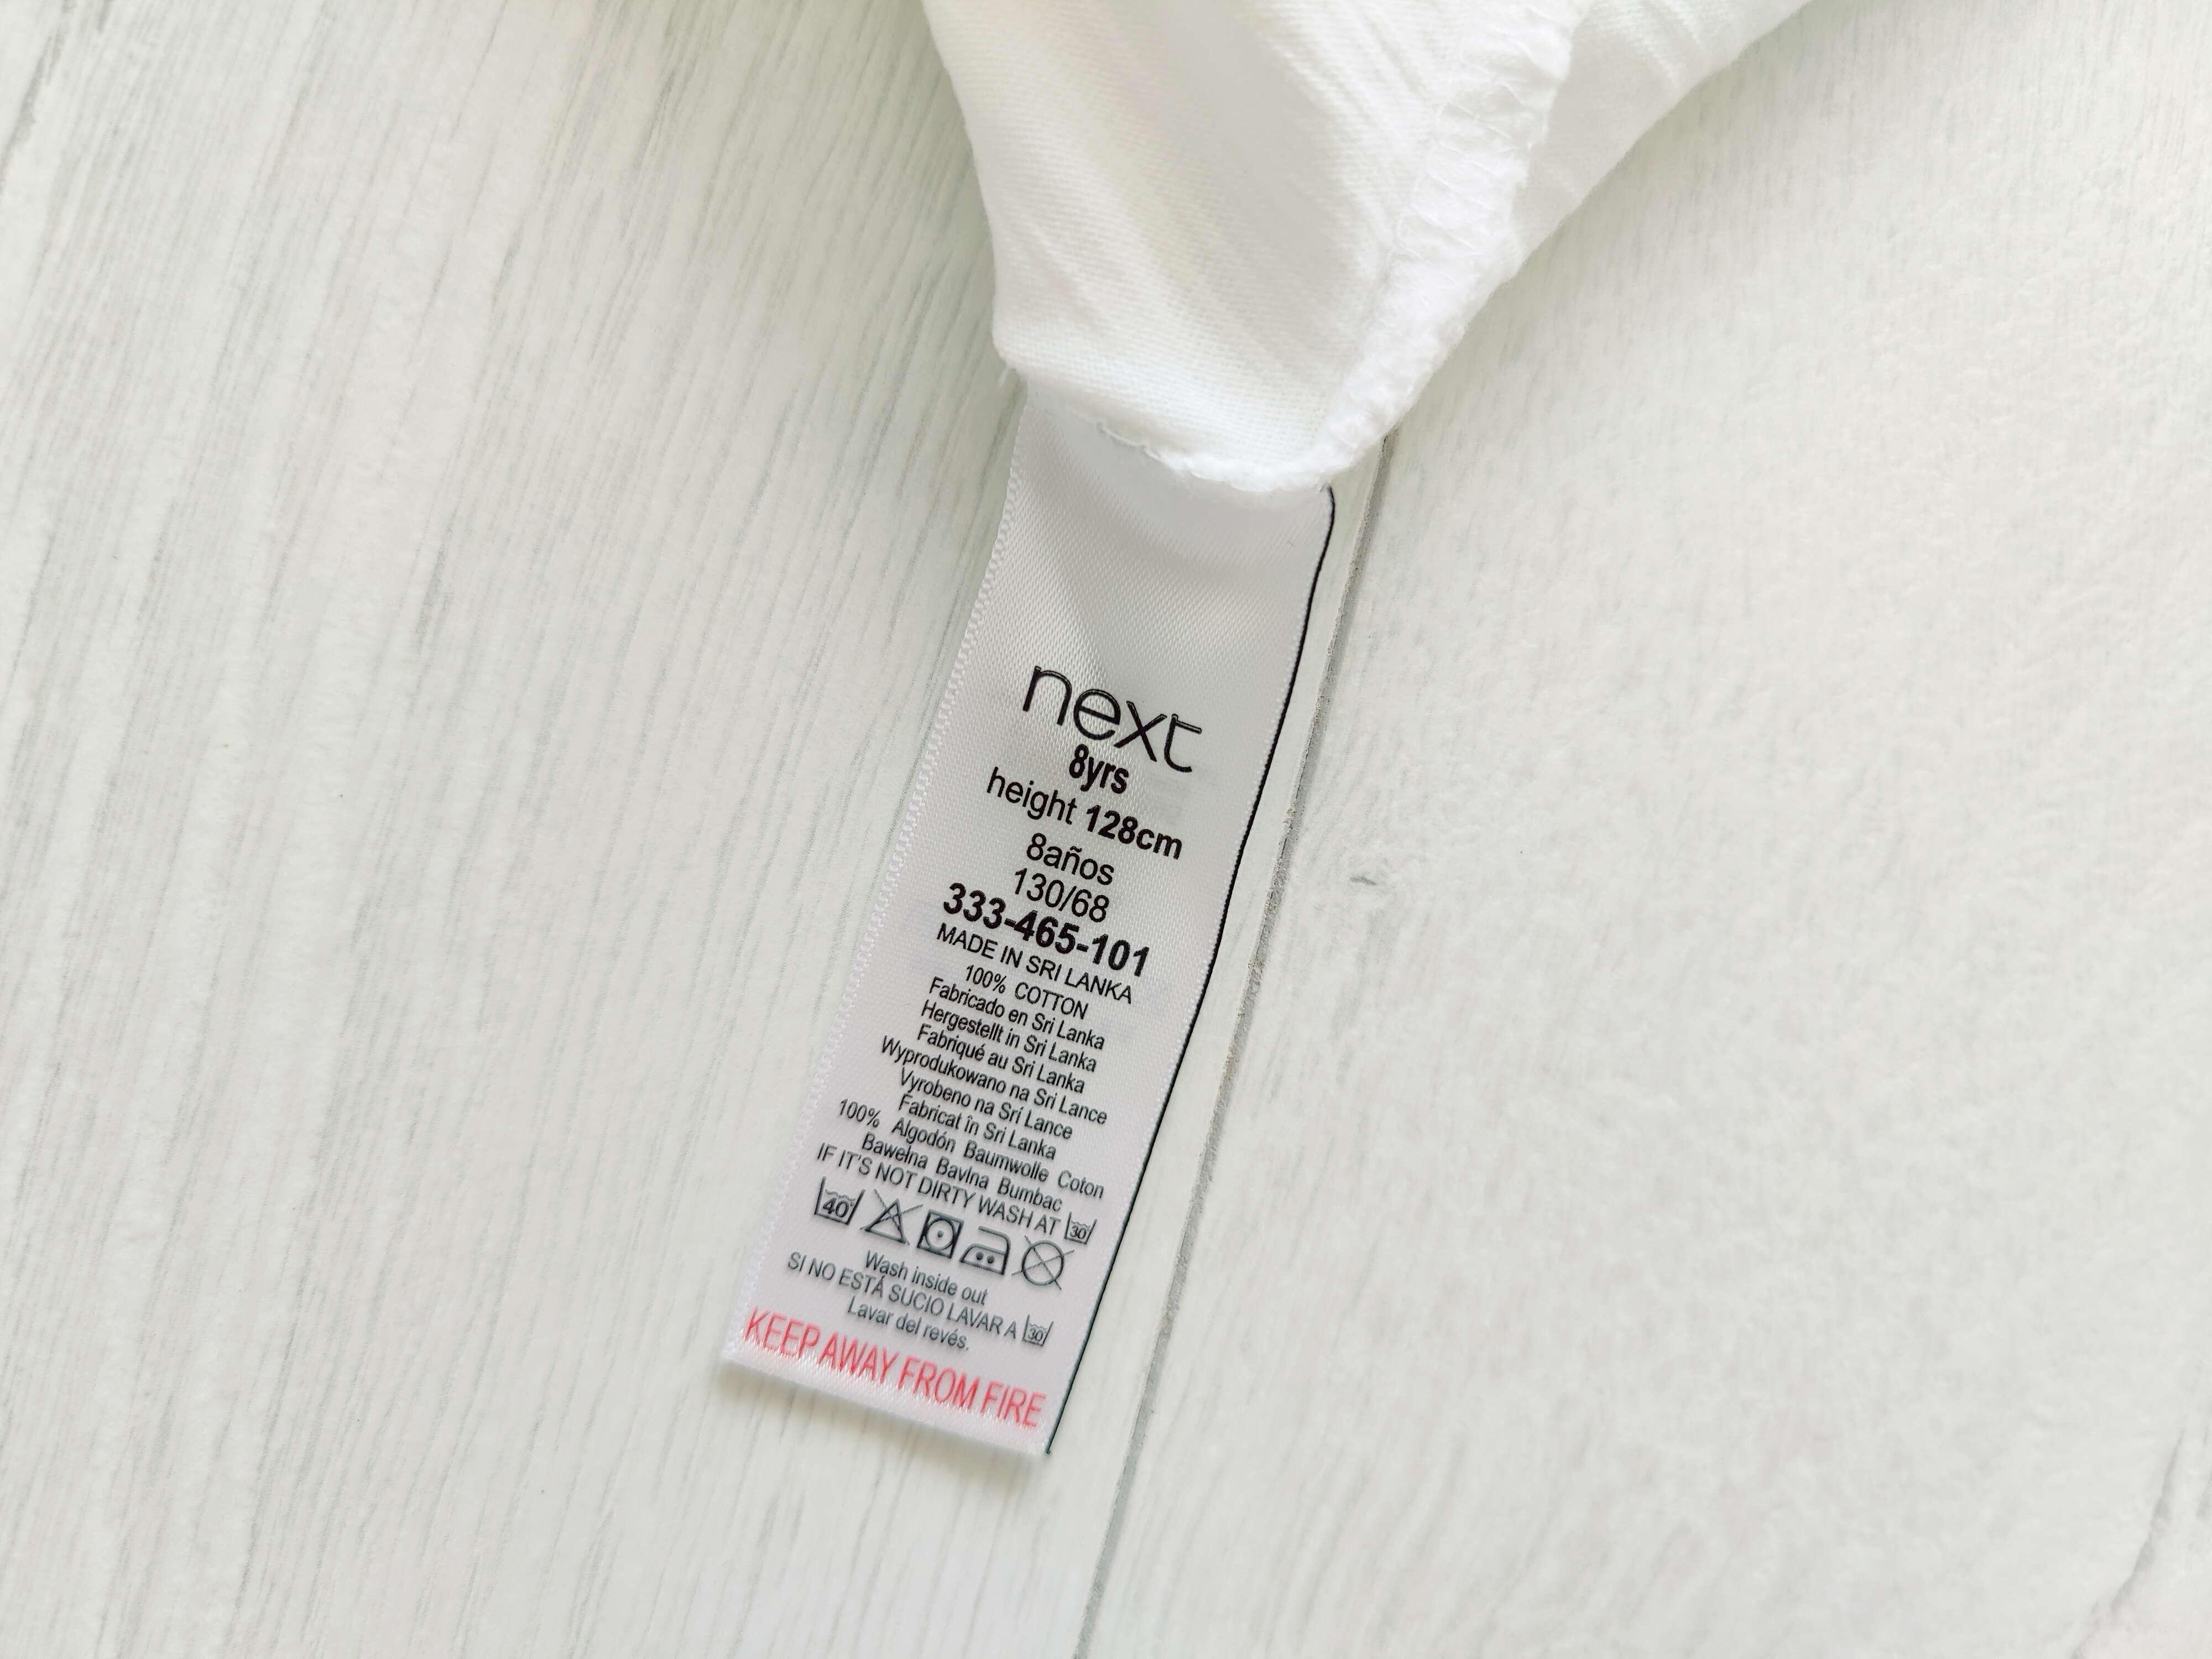 next
8yrs
height 128cm
8años
130/68
333-465-101
MADE IN SRI LANKA
100% COTTON
Fabricado en Sri Lanka
Hergestellt in Sri Lanka
Fabriqué au Sri Lanka
Wyprodukowano na Sri Lance
Vyrobeno na Srí Lance
Fabricat în Sri Lanka
100% Algodón Baumwolle Coton
Bawełna Bavlna Bumbac
IF IT'S NOT DIRTY WASH AT 30
40
Wash inside out
SI NO ESTÁ SUCIO LAVAR A 30
Lavar del revés.
KEEP AWAY FROM FIRE